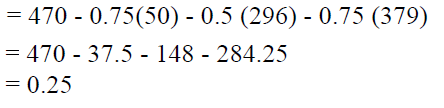 = 470 - 0.75(50) - 0.5 (296) - 0.75 (379)
= 470 - 37.5 - 148 - 284.25
= 0.25